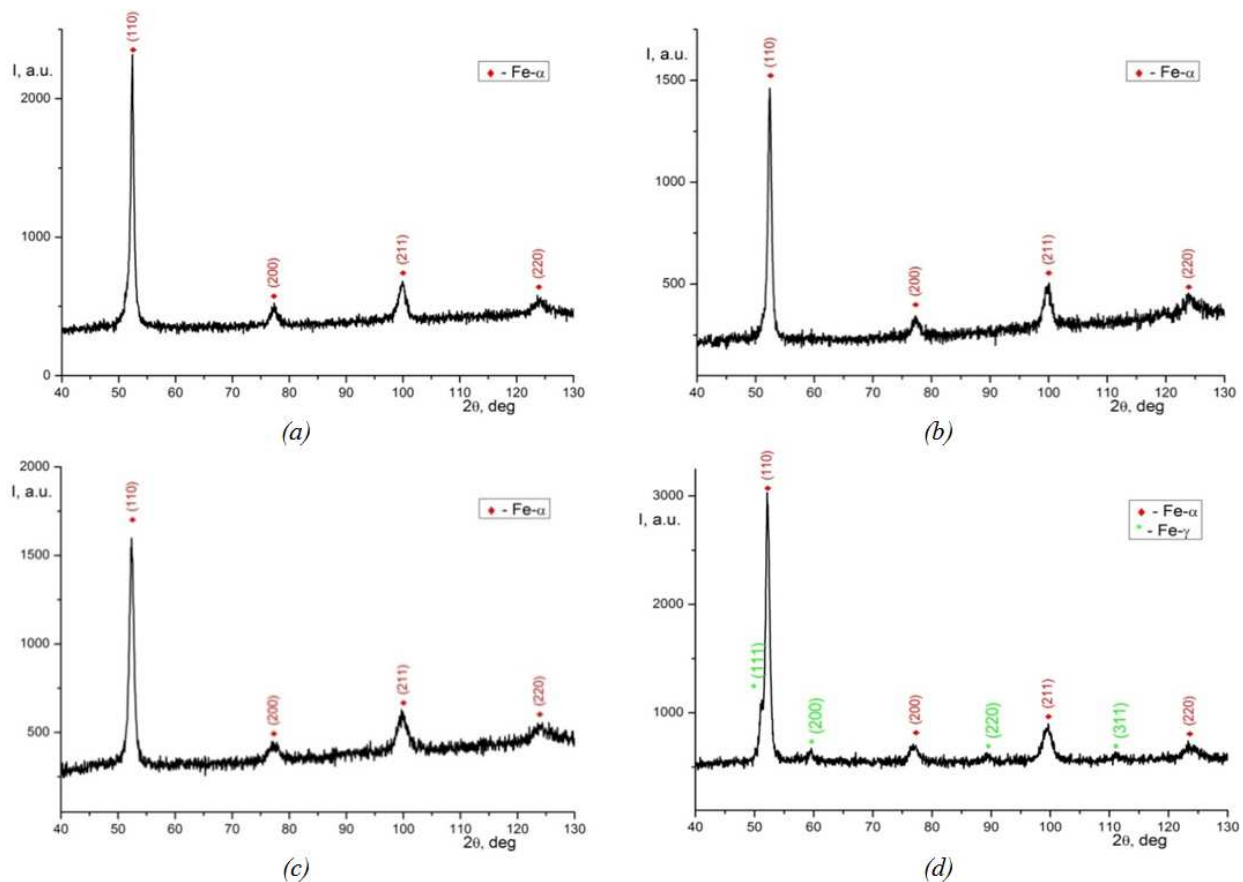 (110)
I, a.u.
2000
1000
0
♦ - Fe-α
(200)
(211)
(220)
40 50 60 70 80 90 100 110 120 130
2θ, deg
(a)
(110)
I, a.u.
1500
1000
500
♦ - Fe-α
(200)
(211)
(220)
40 50 60 70 80 90 100 110 120 130
2θ, deg
(b)
2000
I, a.u.
(110)
1500
1000
500
♦ - Fe-α
(200)
(211)
(220)
40 50 60 70 80 90 100 110 120 130
2θ, deg
(c)
(110)
3000
I, a.u.
2000
1000
♦ - Fe-α
* - Fe-γ
* (111)
(200)
(200)
(220)
(211)
(311)
(220)
40 50 60 70 80 90 100 110 120 130
2θ, deg
(d)